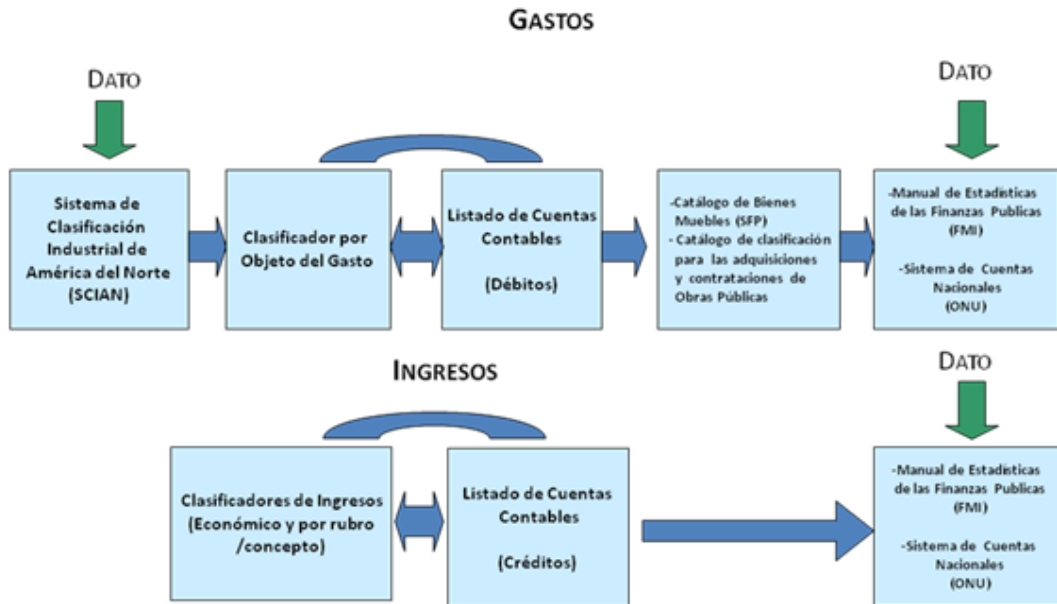 GASTOS
DATO
DATO
Sistema de
Clasificación
Industrial de
América del Norte
(SCIAN)
Clasificador por
Objeto del Gasto
Listado de Cuentas
Contables
(Débitos)
-Catálogo de Bienes
Muebles (SFP)
- Catálogo de clasificación
para las adquisiciones
y contrataciones de
Obras Públicas
-Manual de Estadísticas
de las Finanzas Publicas
(FMI)
-Sistema de Cuentas
Nacionales
(ONU)
INGRESOS
DATO
Clasificadores de Ingresos
(Económico y por rubro
/concepto)
Listado de Cuentas
Contables
(Créditos)
-Manual de Estadísticas
de las Finanzas Publicas
(FMI)
-Sistema de Cuentas
Nacionales
(ONU)